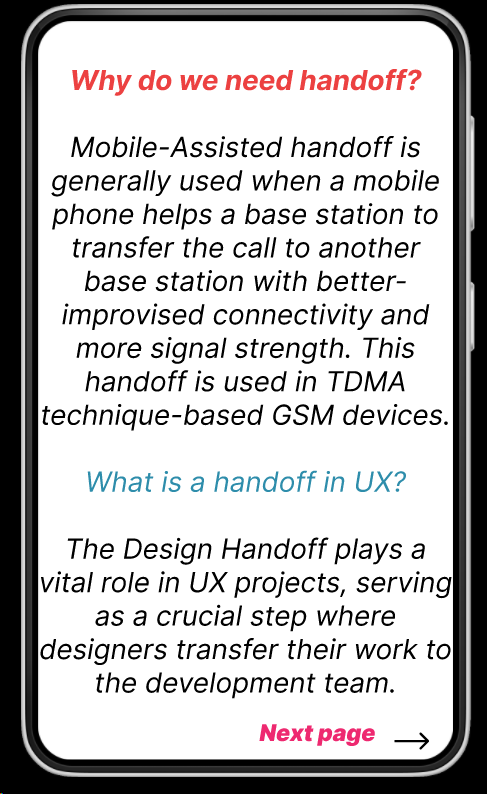 Why do we need handoff?
Mobile-Assisted handoff is
generally used when a mobile
phone helps a base station to
transfer the call to another
base station with better-
improvised connectivity and
more signal strength. This
handoff is used in TDMA
technique-based GSM devices.
What is a handoff in UX?
The Design Handoff plays a
vital role in UX projects, serving
as a crucial step where
designers transfer their work to
the development team.
Next page